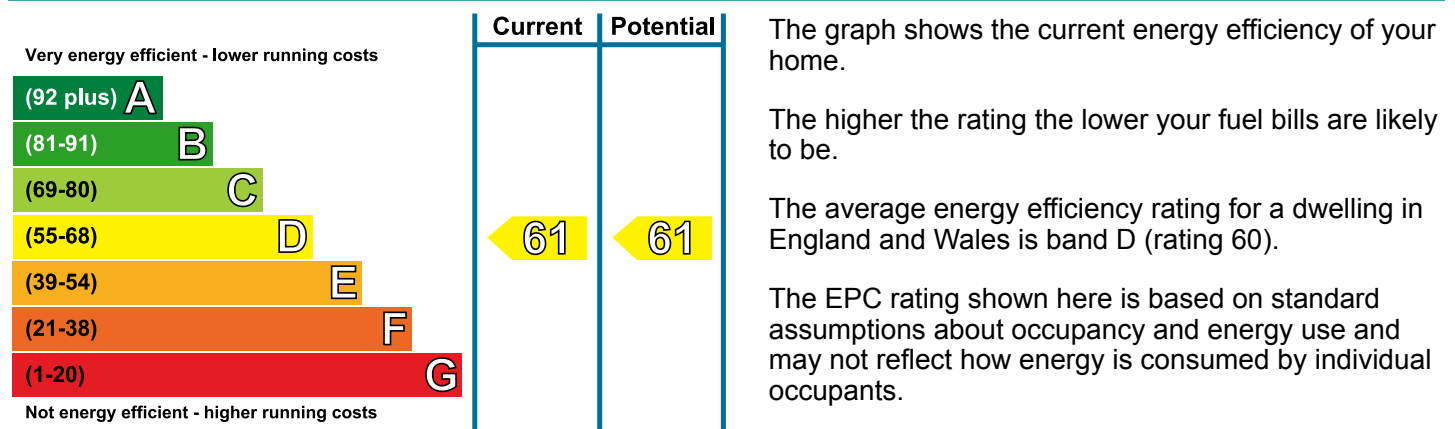 Current Potential
Very energy efficient - lower running costs
(92 plus) A
(81-91) B
(69-80) C
(55-68) D 61 61
(39-54) E
(21-38) F
(1-20) G
Not energy efficient - higher running costs
The graph shows the current energy efficiency of your
home.
The higher the rating the lower your fuel bills are likely
to be.
The average energy efficiency rating for a dwelling in
England and Wales is band D (rating 60).
The EPC rating shown here is based on standard
assumptions about occupancy and energy use and
may not reflect how energy is consumed by individual
occupants.